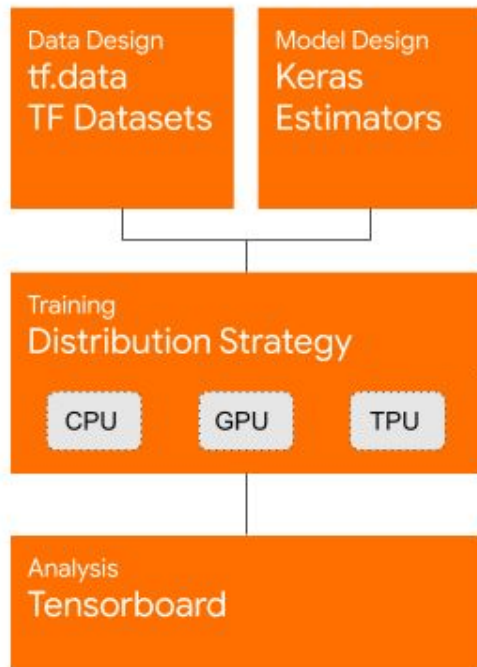 Data Design
tf.data
TF Datasets
Model Design
Keras
Estimators
Training
Distribution Strategy
CPU
GPU
TPU
Analysis
Tensorboard